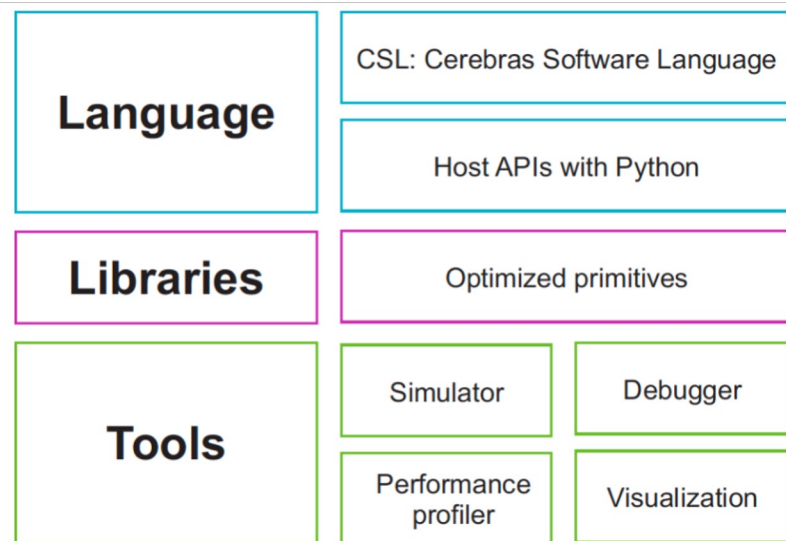 Language
CSL: Cerebras Software Language
Host APIs with Python
Libraries
Optimized primitives
Tools
Simulator
Debugger
Performance
profiler
Visualization